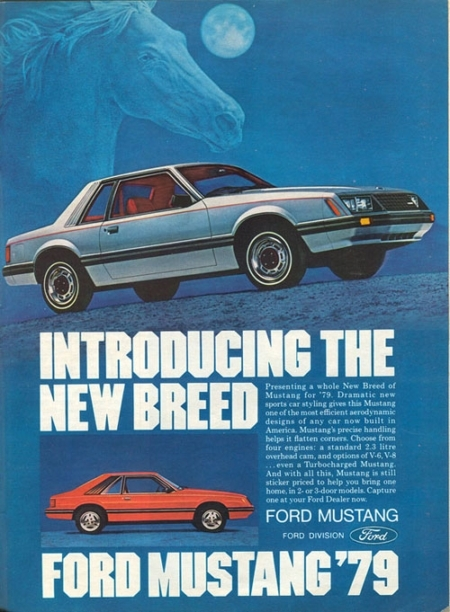 INTRODUCING THE
NEW BREED
Presenting a whole New Breed of
Mustang for '79. Dramatic new
sports car styling gives this Mustang
one of the most efficient aerodynamic
designs of any car now built in
America. Mustang's precise handling
helps it flatten corners. Choose from
four engines: a standard 2.3 litre
overhead cam, and options of V-6, V-8
...even a Turbocharged Mustang.
And with all this, Mustang is still
sticker priced to help you bring one
home, in 2- or 3-door models. Capture
one at your Ford Dealer now.
FORD MUSTANG
FORD DIVISION Ford
FORD MUSTANG '79